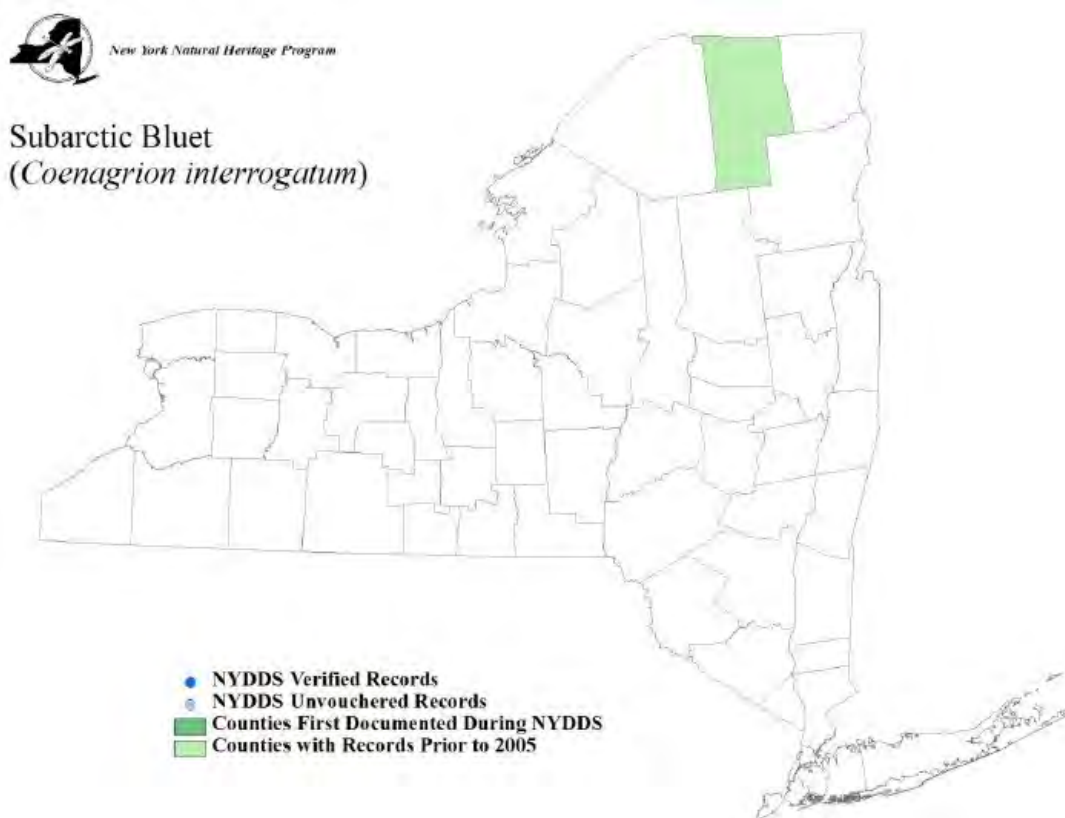 New York Natural Heritage Program
Subarctic Bluet
(Coenagrion interrogatum)
NYDDS Verified Records
NYDDS Unvouchered Records
Counties First Documented During NYDDS
Counties with Records Prior to 2005